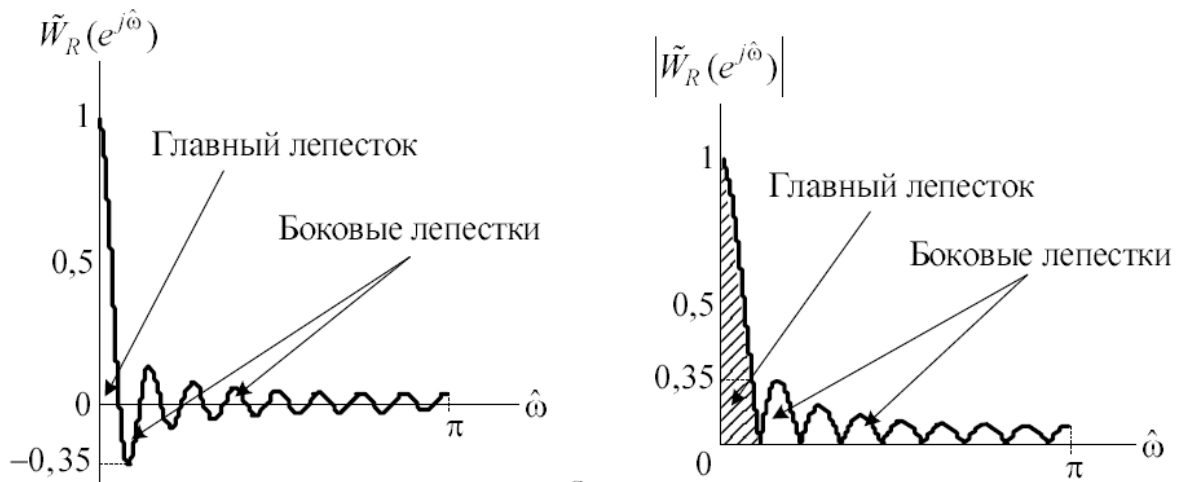 W̃_R(e^{jω̂})
1
Главный лепесток
Боковые лепестки
0,5
0
ω̂
π
−0,35
|W̃_R(e^{jω̂})|
1
Главный лепесток
Боковые лепестки
0,5
0,35
0
ω̂
π